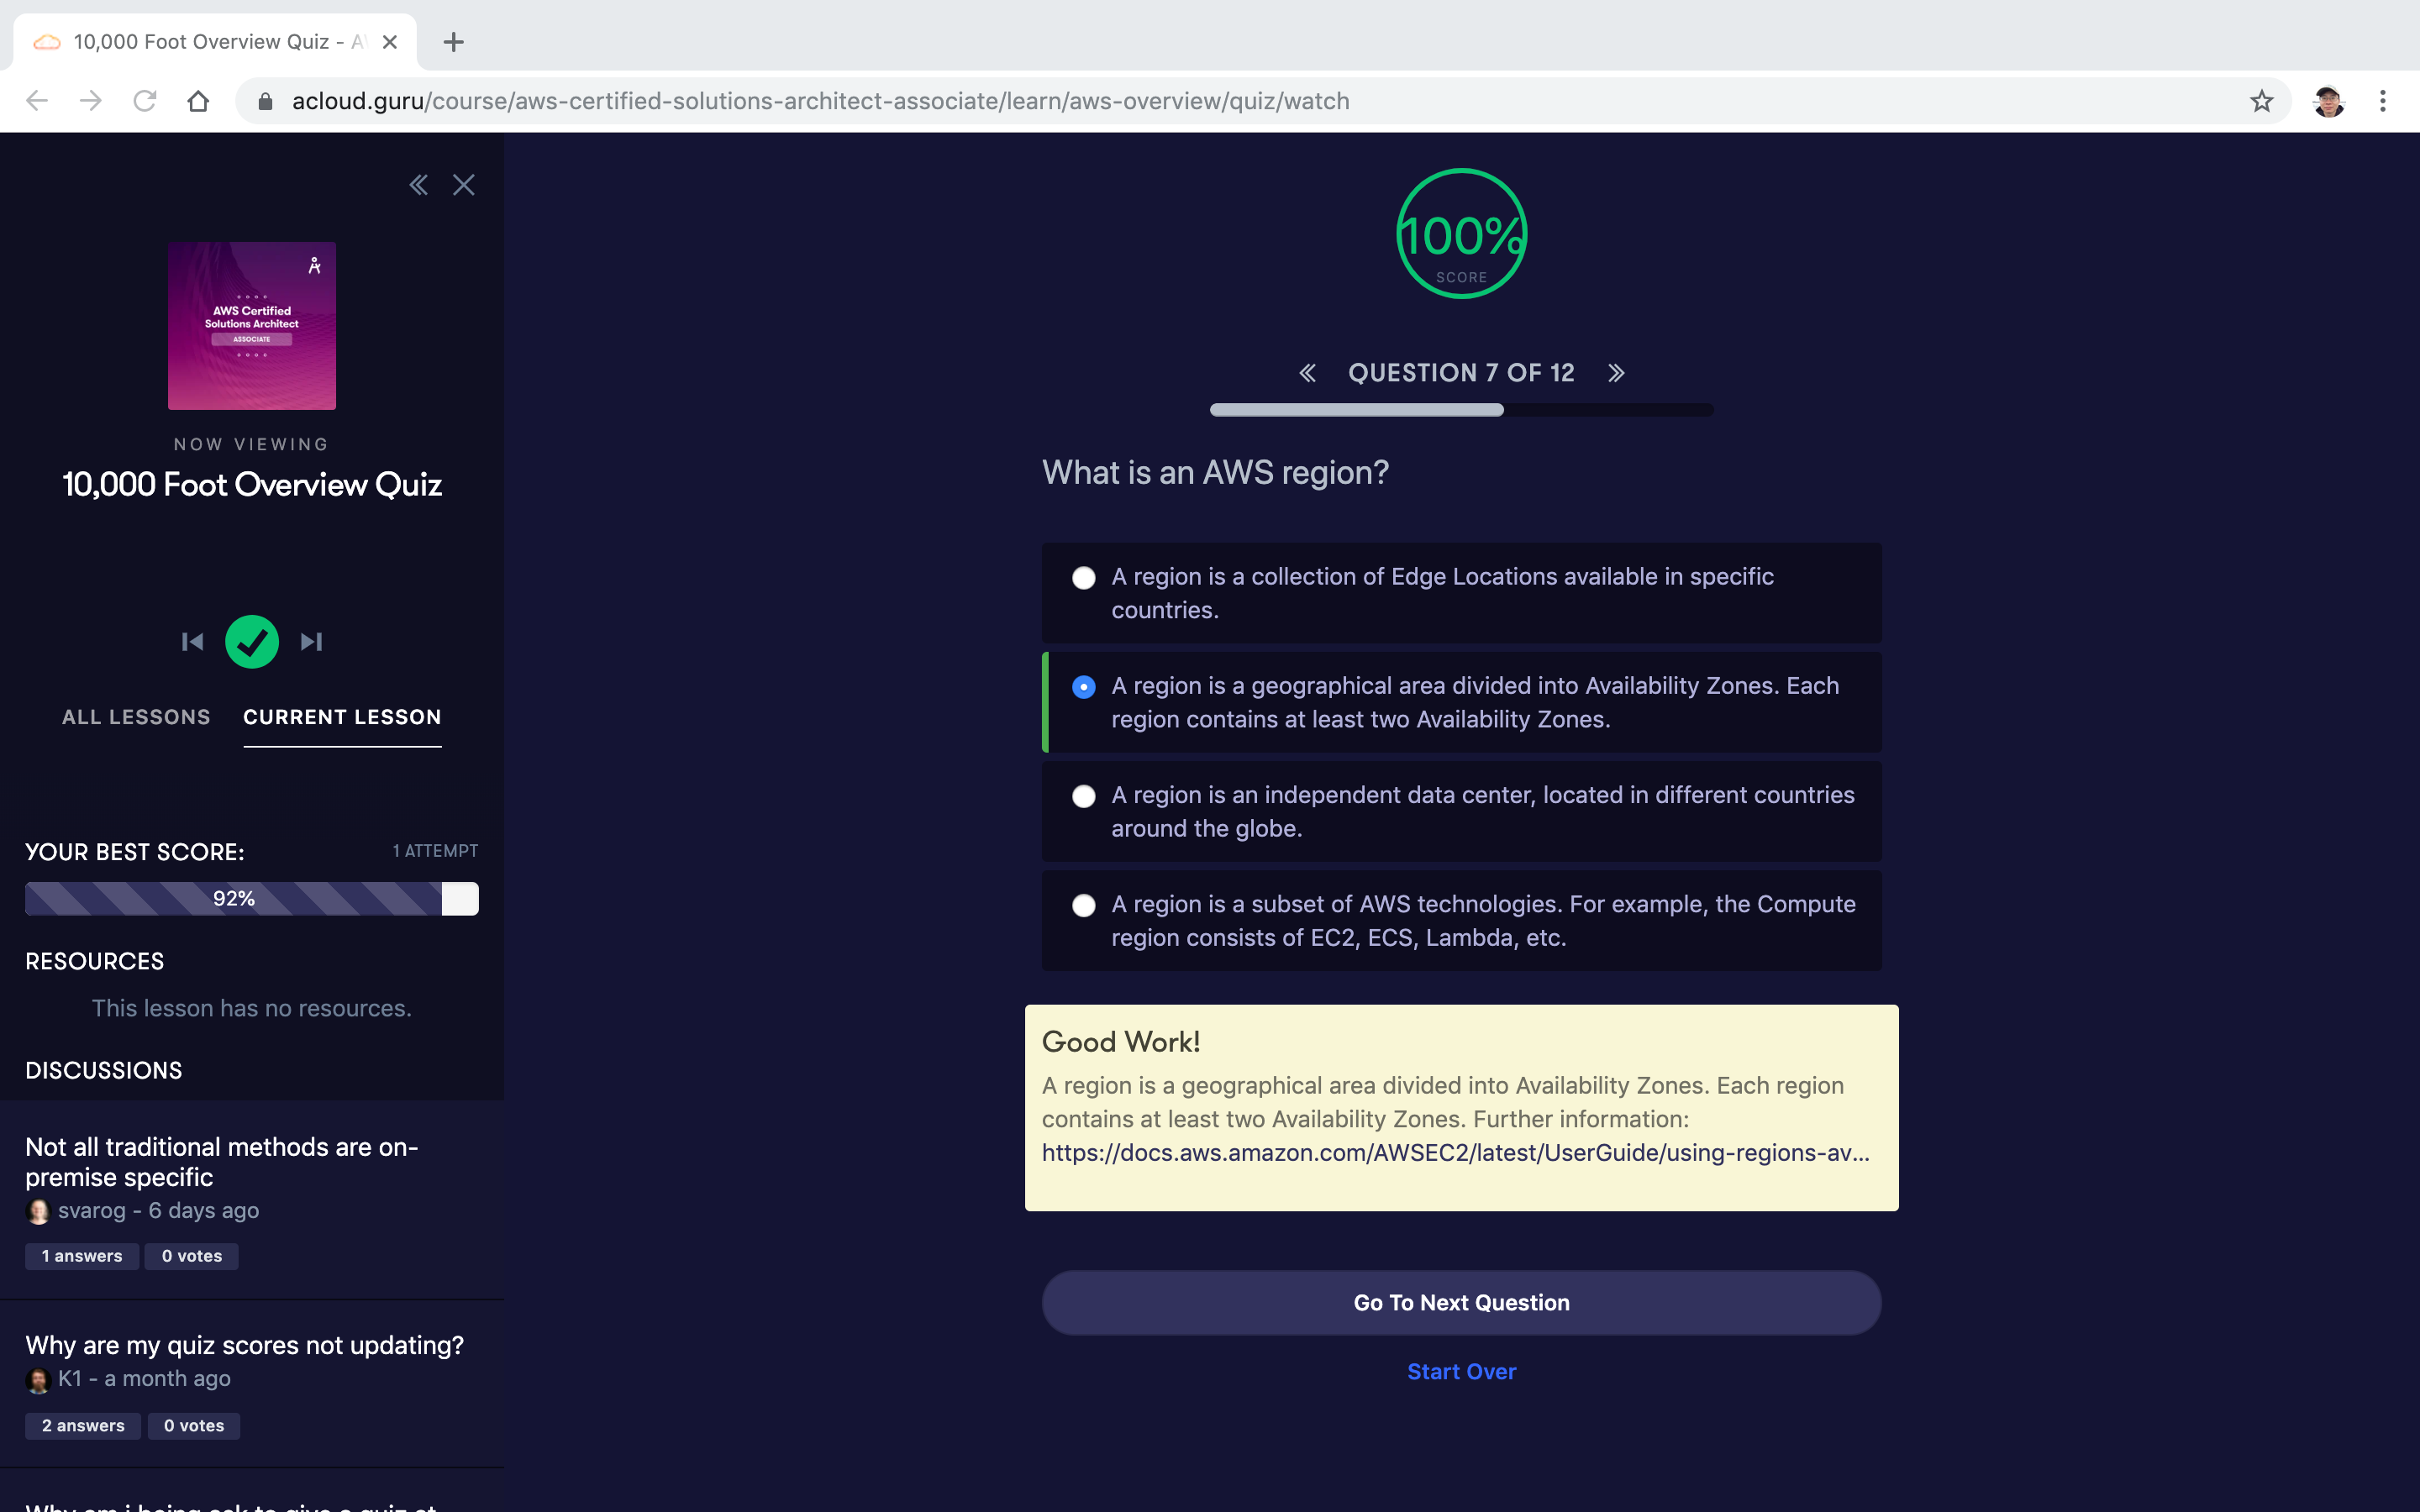 10,000 Foot Overview Quiz - A
acloud.guru/course/aws-certified-solutions-architect-associate/learn/aws-overview/quiz/watch
AWS Certified
Solutions Architect
ASSOCIATE
NOW VIEWING
10,000 Foot Overview Quiz
ALL LESSONS
CURRENT LESSON
YOUR BEST SCORE:
1 ATTEMPT
92%
RESOURCES
This lesson has no resources.
DISCUSSIONS
Not all traditional methods are on-
premise specific
svarog - 6 days ago
1 answers
0 votes
Why are my quiz scores not updating?
K1 - a month ago
2 answers
0 votes
Why am i being ask to give a quiz at
100%
SCORE
QUESTION 7 OF 12
What is an AWS region?
A region is a collection of Edge Locations available in specific
countries.
A region is a geographical area divided into Availability Zones. Each
region contains at least two Availability Zones.
A region is an independent data center, located in different countries
around the globe.
A region is a subset of AWS technologies. For example, the Compute
region consists of EC2, ECS, Lambda, etc.
Good Work!
A region is a geographical area divided into Availability Zones. Each region
contains at least two Availability Zones. Further information:
https://docs.aws.amazon.com/AWSEC2/latest/UserGuide/using-regions-av...
Go To Next Question
Start Over